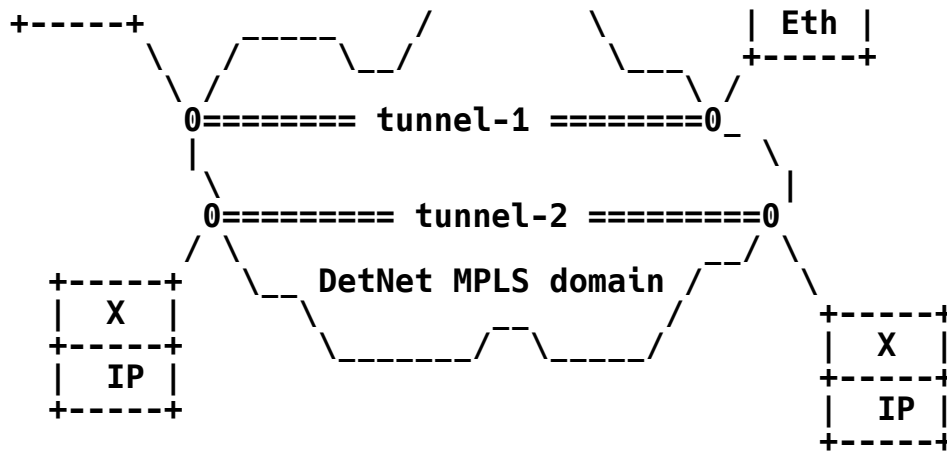 Eth
tunnel-1
tunnel-2
DetNet MPLS domain
X
X
IP
IP